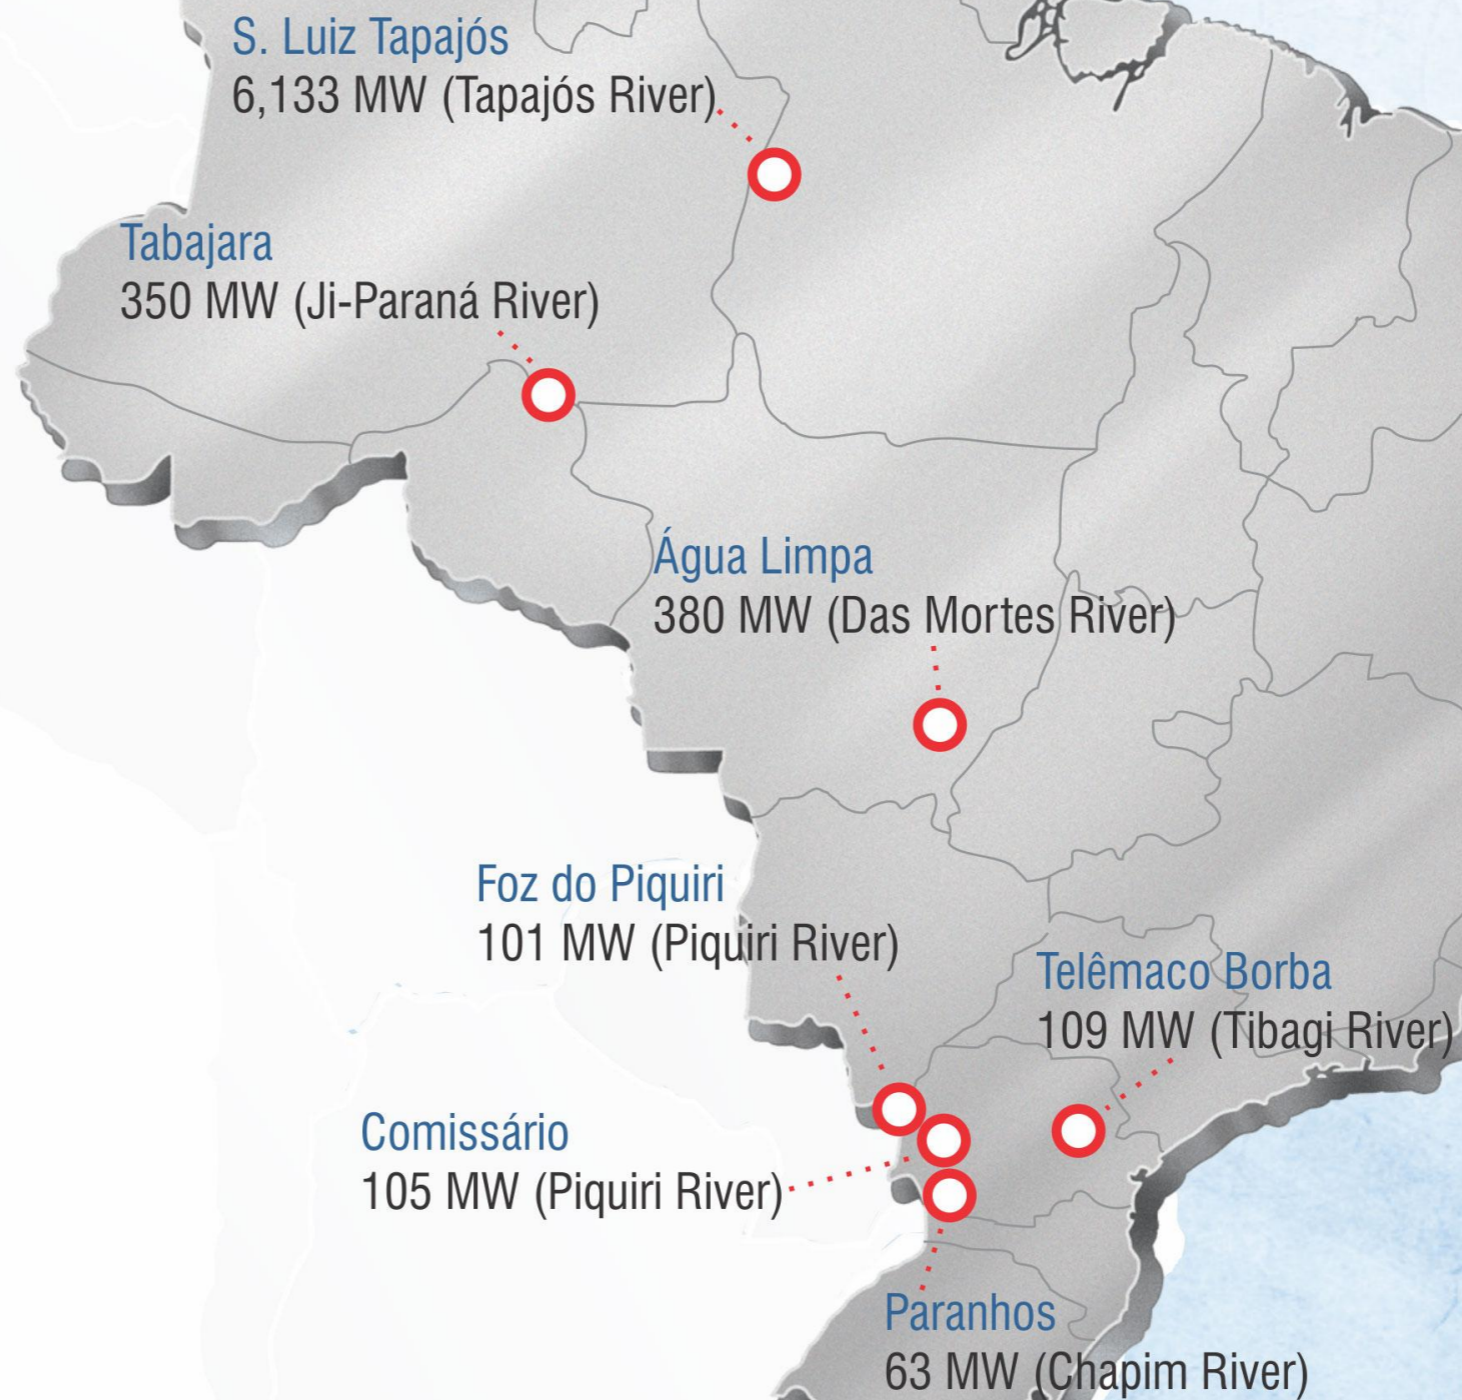 S. Luiz Tapajós
6,133 MW (Tapajós River)
Tabajara
350 MW (Ji-Paraná River)
Água Limpa
380 MW (Das Mortes River)
Foz do Piquiri
101 MW (Piquiri River)
Telêmaco Borba
109 MW (Tibagi River)
Comissário
105 MW (Piquiri River)
Paranhos
63 MW (Chapim River)